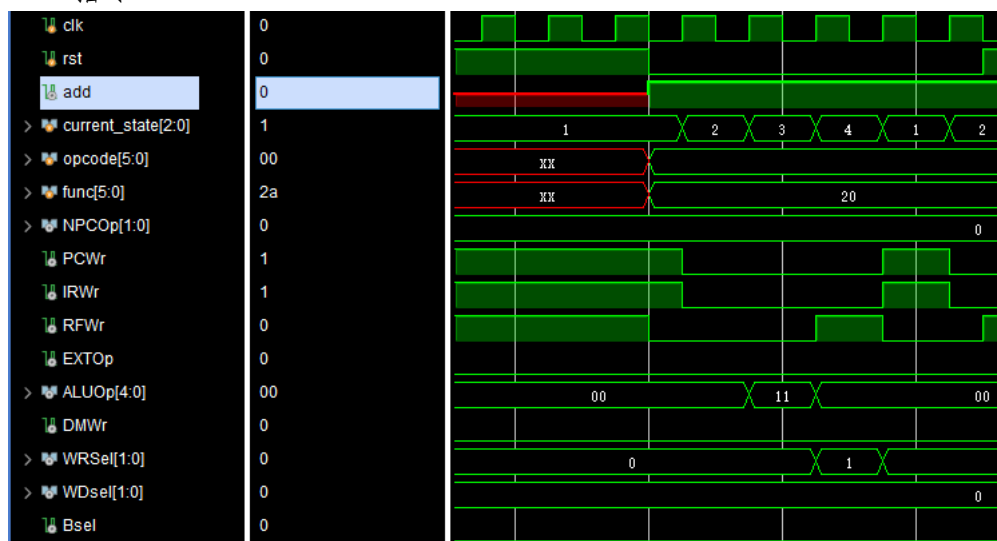 clk 0
rst 0
add 0
> current_state[2:0] 1 1 2 3 4 1 2
> opcode[5:0] 00 XX
> func[5:0] 2a XX 20
> NPCOp[1:0] 0 0
PCWr 1
IRWr 1
RFWr 0
EXTOp 0
> ALUOp[4:0] 00 00 11 00
DMWr 0
> WRSel[1:0] 0 0 1
> WDsel[1:0] 0 0
Bsel 0